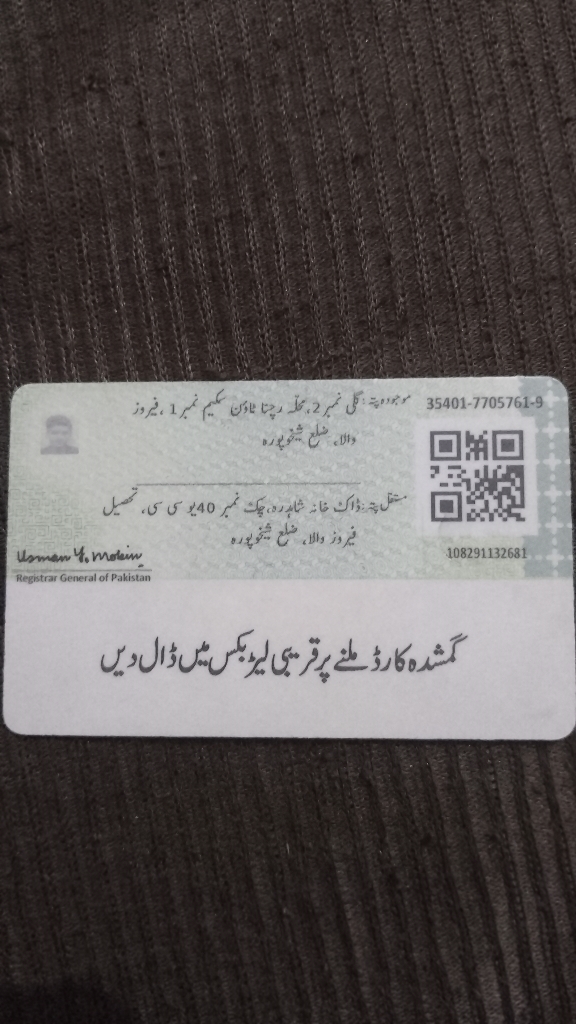 موجودہ پتہ: گلی نمبر 2، محلہ رچنا ٹاؤن سکیم نمبر 1، فیروز
والا، ضلع شیخوپورہ
35401-7705761-9
مستقل پتہ: ڈاک خانہ شاہدرہ، چک نمبر 40 یو سی سی، تحصیل
فیروز والا، ضلع شیخوپورہ
108291132681
Usman Y. Mobin
Registrar General of Pakistan
گمشدہ کارڈ ملنے پر قریبی لیٹر بکس میں ڈال دیں